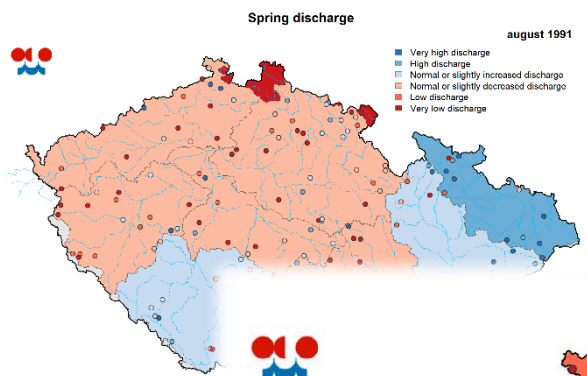 Spring discharge
august 1991
Very high discharge
High discharge
Normal or slightly increased discharge
Normal or slightly decreased discharge
Low discharge
Very low discharge